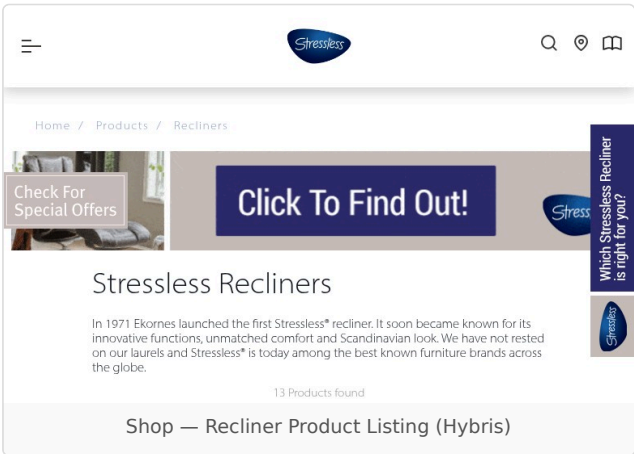 Stressless
Home / Products / Recliners
Check For
Special Offers
Click To Find Out!
Stress
Which Stressless Recliner
is right for you?
Stressless
Stressless Recliners
In 1971 Ekornes launched the first Stressless® recliner. It soon became known for its
innovative functions, unmatched comfort and Scandinavian look. We have not rested
on our laurels and Stressless® is today among the best known furniture brands across
the globe.
13 Products found
Shop — Recliner Product Listing (Hybris)